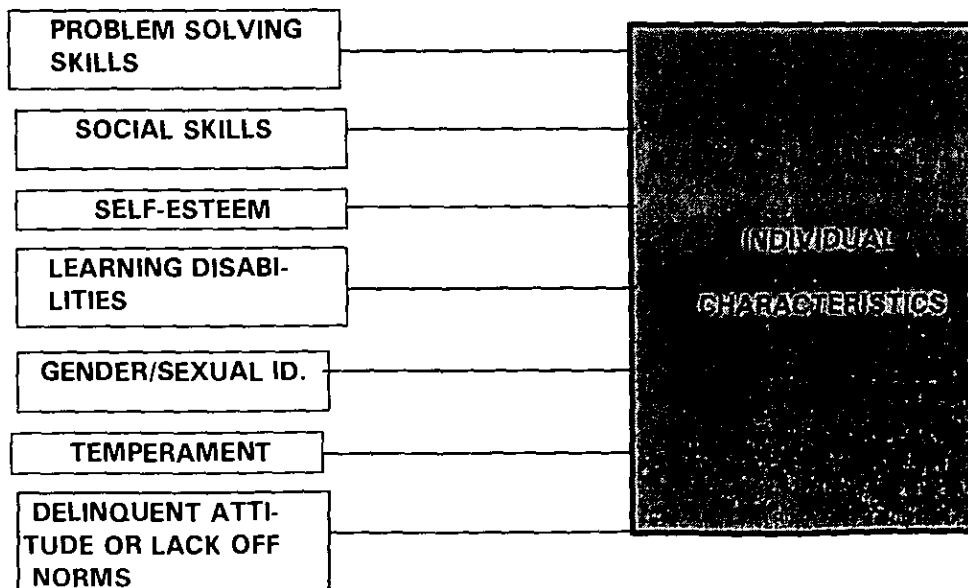 PROBLEM SOLVING
SKILLS
SOCIAL SKILLS
SELF-ESTEEM
LEARNING DISABI-
LITIES
GENDER/SEXUAL ID.
TEMPERAMENT
DELINQUENT ATTI-
TUDE OR LACK OFF
NORMS
INDIVIDUAL
CHARACTERISTICS